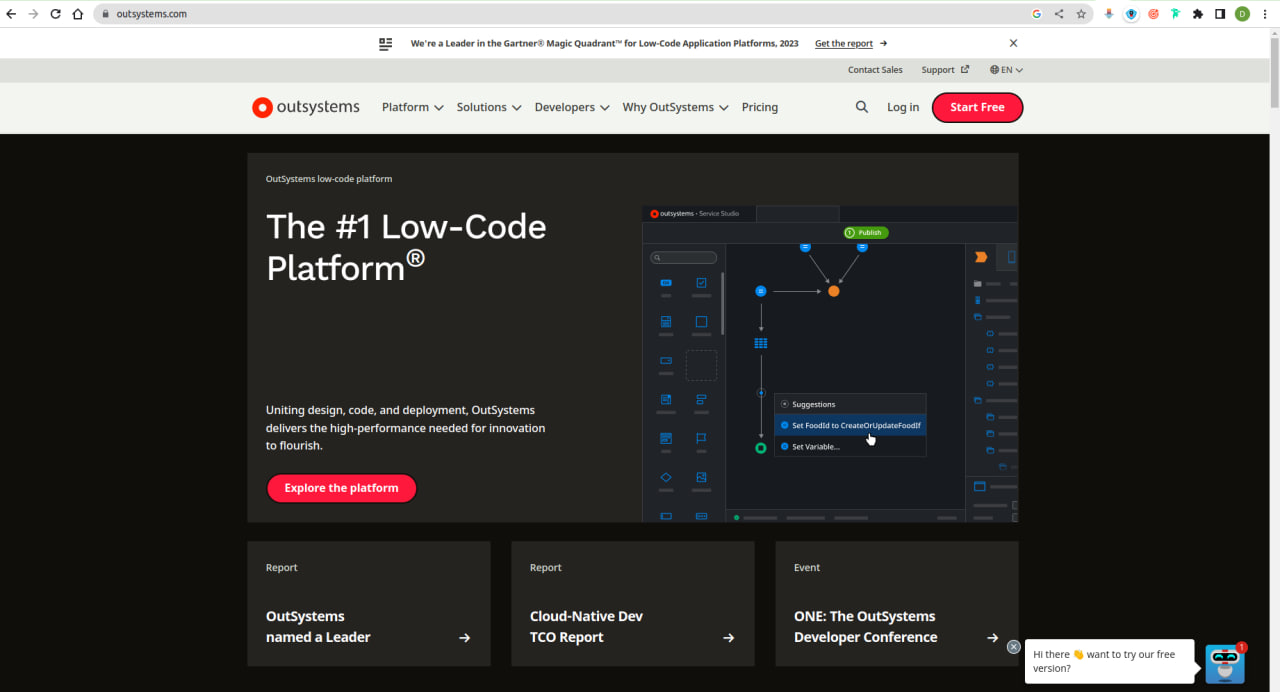 outsystems.com
D
We're a Leader in the Gartner® Magic Quadrant™ for Low-Code Application Platforms, 2023 Get the report →
Contact Sales Support EN
outsystems Platform Solutions Developers Why OutSystems Pricing Log in Start Free
OutSystems low-code platform
The #1 Low-Code
Platform®
Uniting design, code, and deployment, OutSystems
delivers the high-performance needed for innovation
to flourish.
Explore the platform
outsystems - Service Studio
1 Publish
Suggestions
Set FoodId to CreateOrUpdateFoodIf
Set Variable...
Report
OutSystems
named a Leader →
Report
Cloud-Native Dev
TCO Report →
Event
ONE: The OutSystems
Developer Conference →
Hi there 👋 want to try our free
version?
1